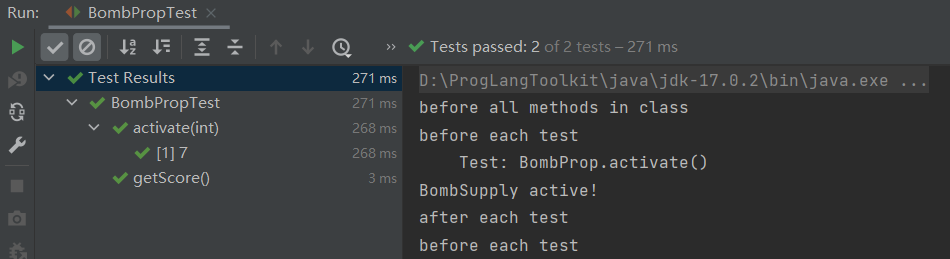 Run: BombPropTest ×
» Tests passed: 2 of 2 tests – 271 ms
Test Results 271 ms
BombPropTest 271 ms
activate(int) 268 ms
[1] 7 268 ms
getScore() 3 ms
D:\ProgLangToolkit\java\jdk-17.0.2\bin\java.exe ...
before all methods in class
before each test
Test: BombProp.activate()
BombSupply active!
after each test
before each test